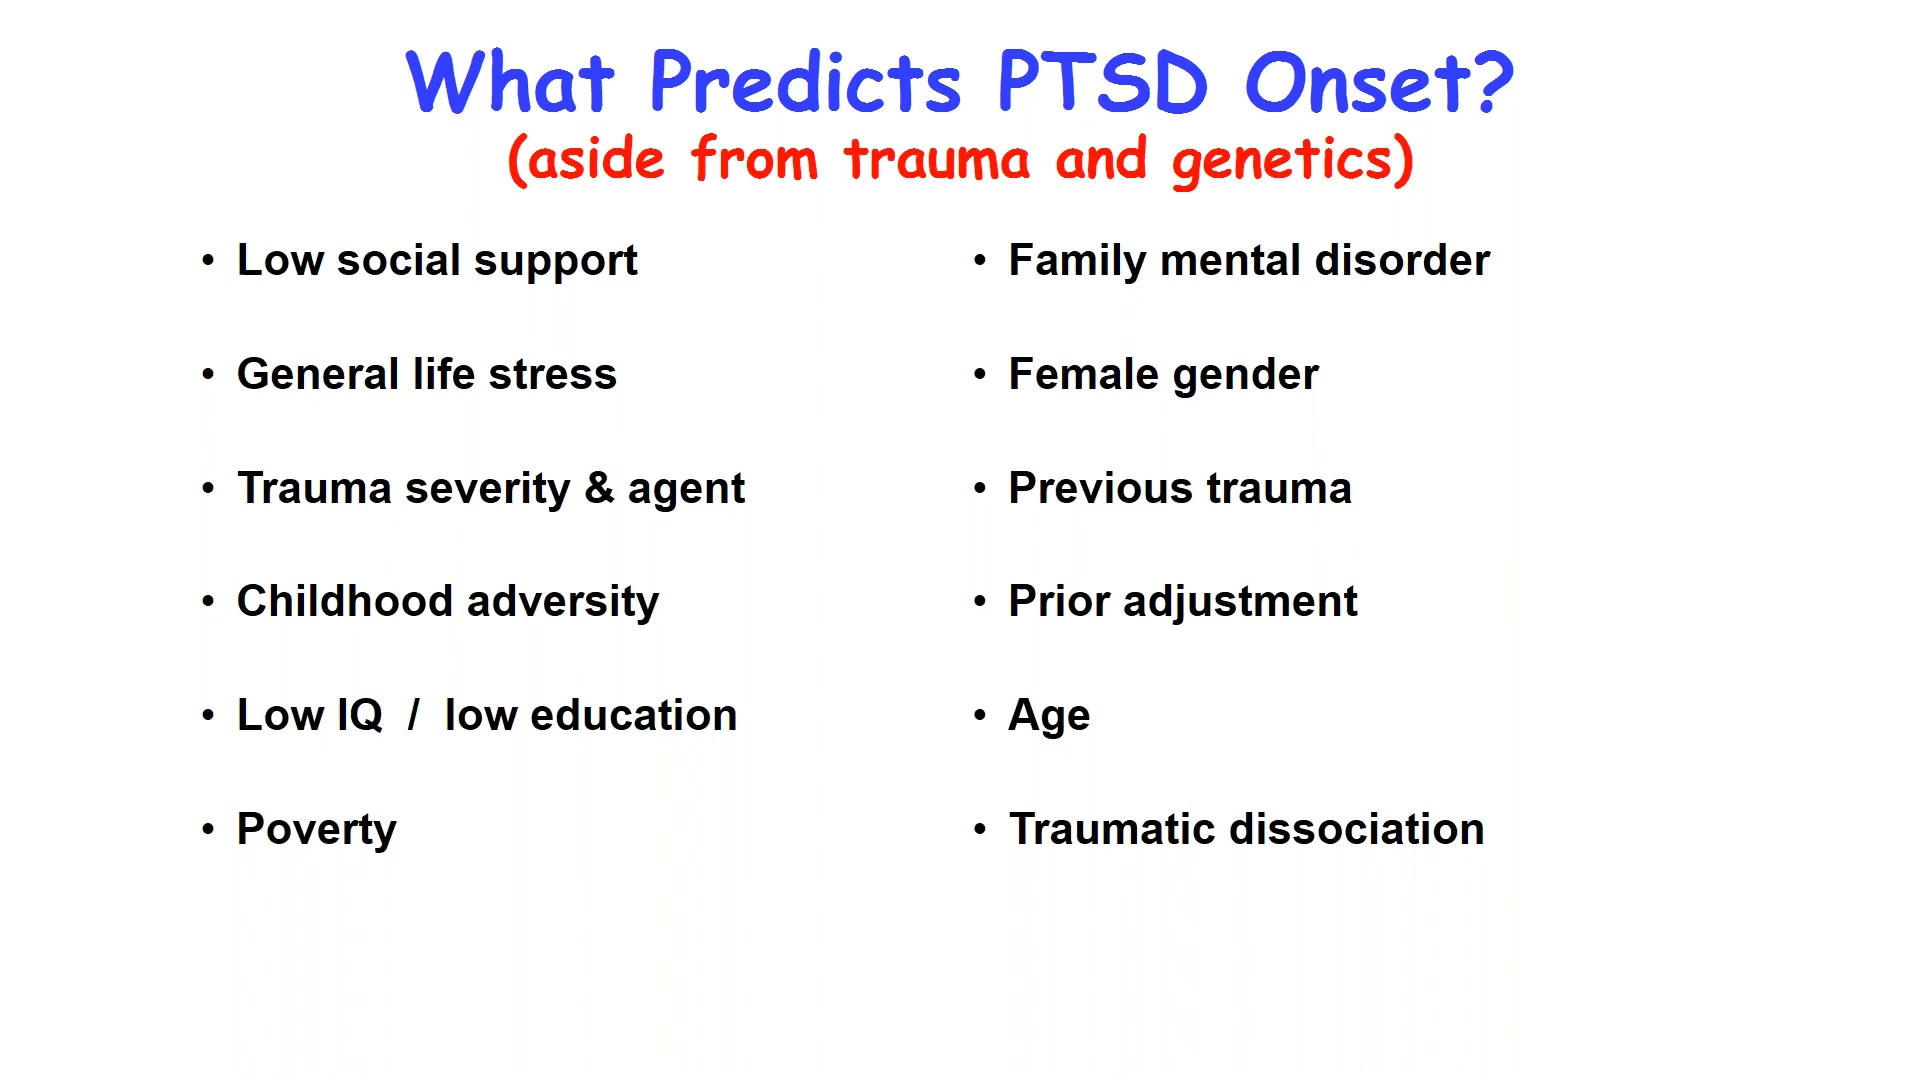 What Predicts PTSD Onset?
(aside from trauma and genetics)
• Low social support
• General life stress
• Trauma severity & agent
• Childhood adversity
• Low IQ / low education
• Poverty
• Family mental disorder
• Female gender
• Previous trauma
• Prior adjustment
• Age
• Traumatic dissociation